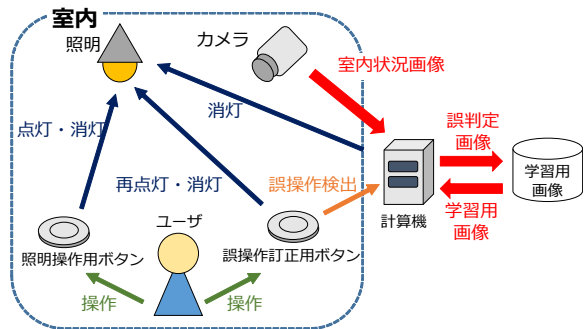 室内
照明
カメラ
室内状況画像
消灯
点灯・消灯
誤判定
画像
再点灯・消灯
誤操作検出
学習用
画像
計算機
学習用
画像
ユーザ
照明操作用ボタン
誤操作訂正用ボタン
操作
操作